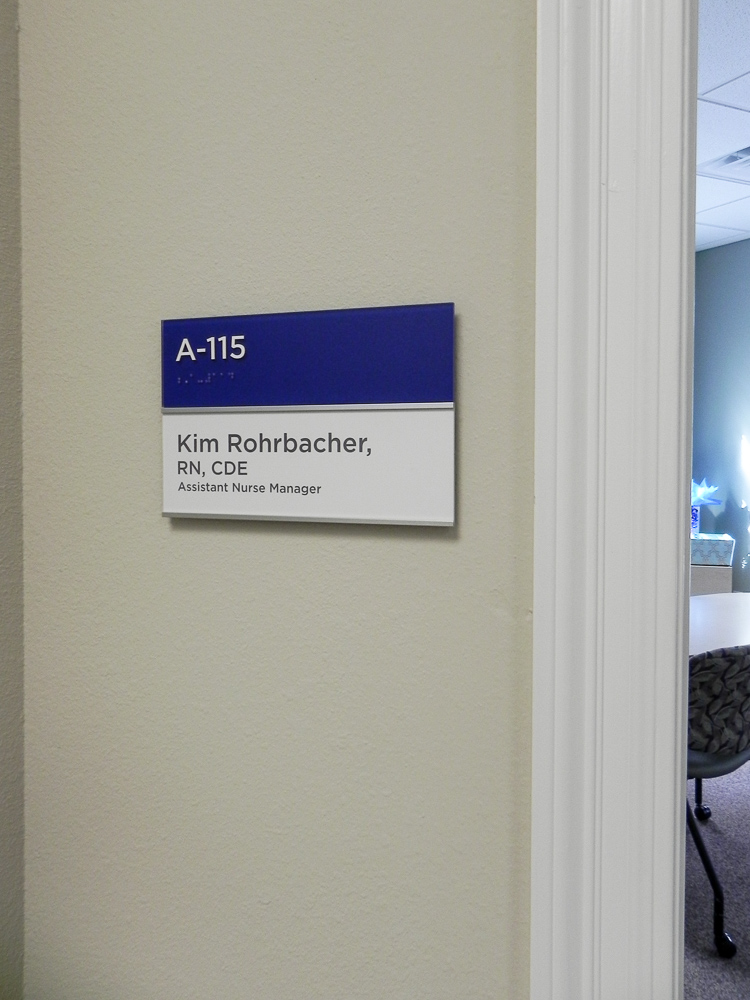 A-115
Kim Rohrbacher,
RN, CDE
Assistant Nurse Manager